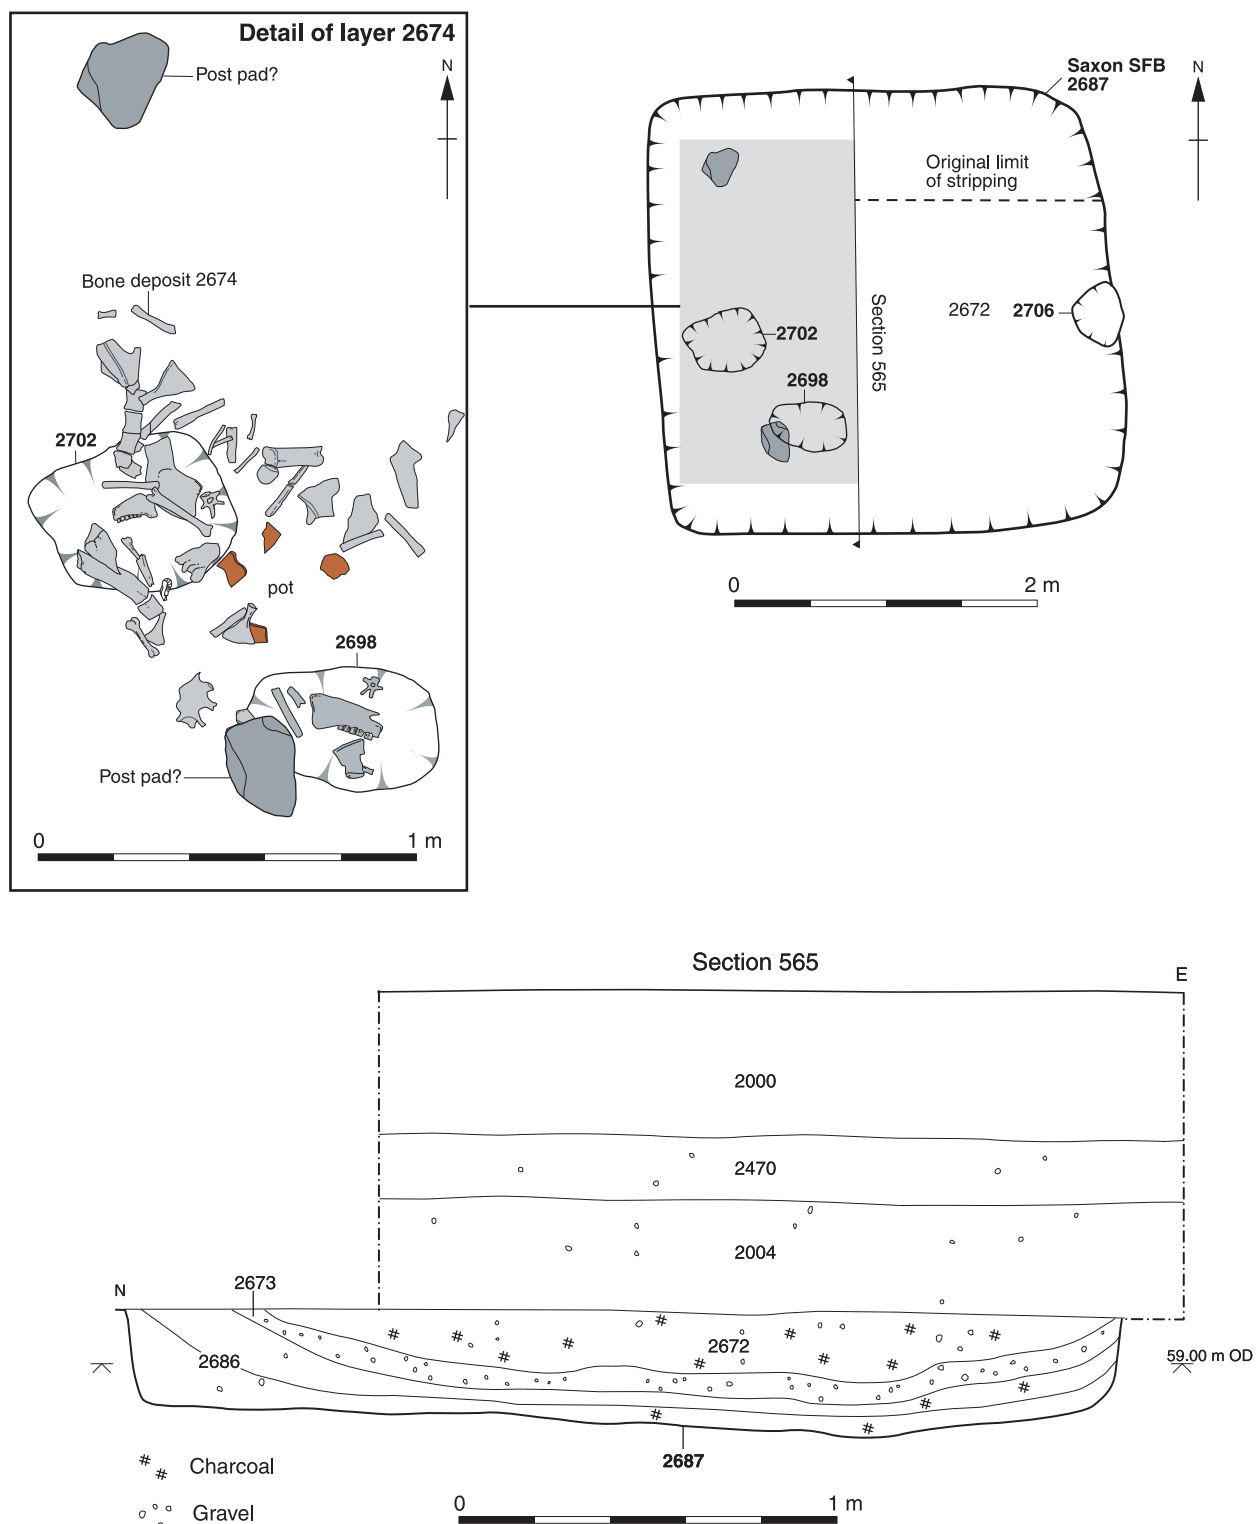 Detail of layer 2674
Post pad?
N
Bone deposit 2674
2702
pot
2698
Post pad?
0 1 m
Saxon SFB
2687
N
Original limit
of stripping
Section 565
2672 2706
2702
2698
0 2 m
Section 565
E
2000
2470
2004
N
2673
2672
2686
59.00 m OD
2687
Charcoal
Gravel
0 1 m